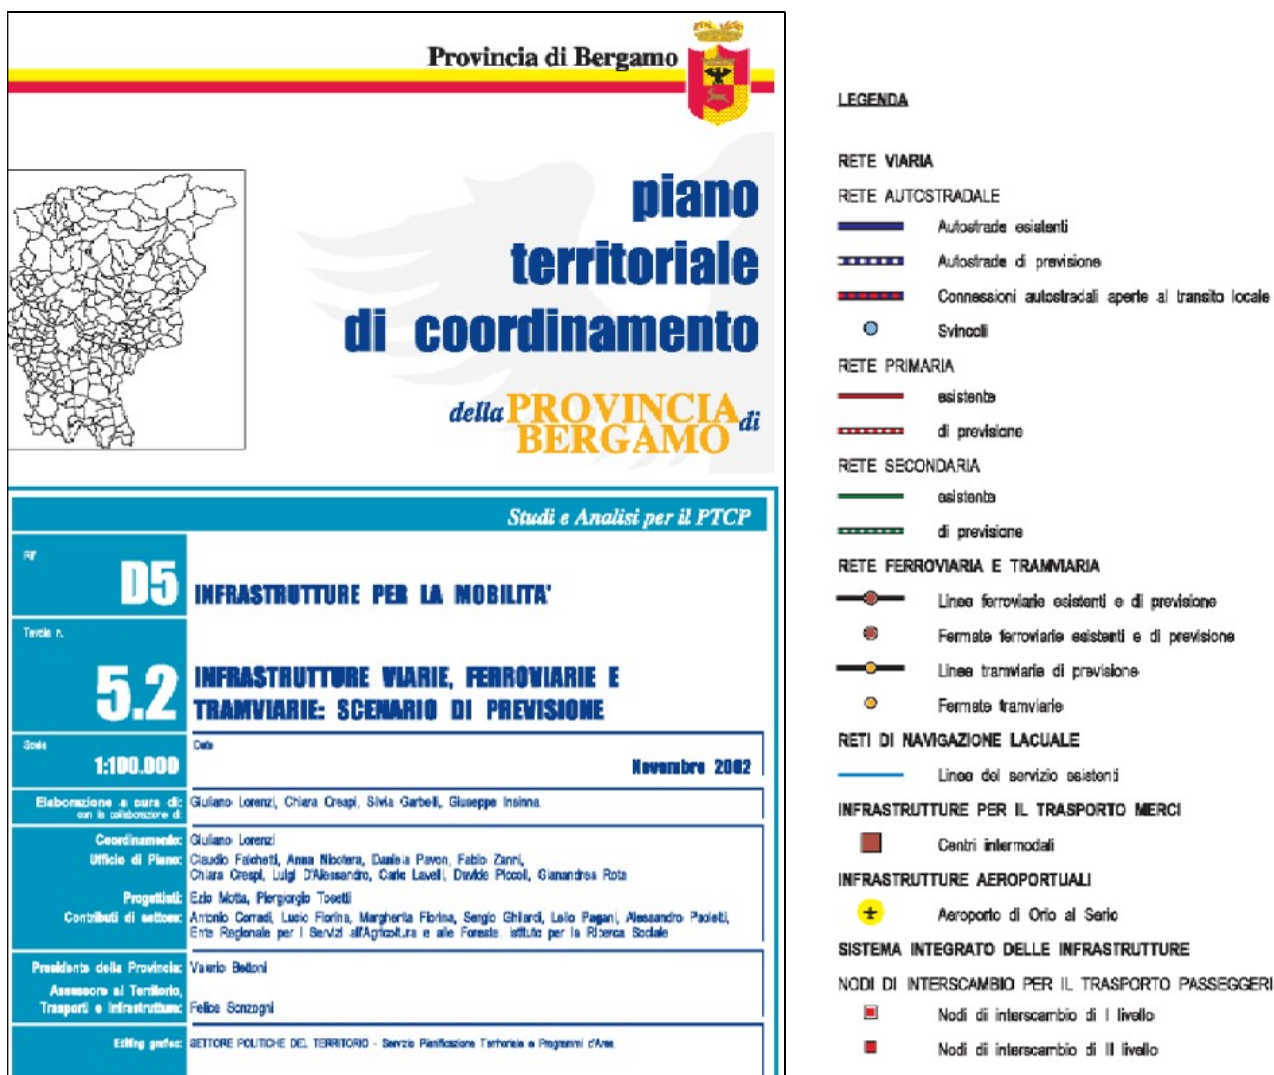 Provincia di Bergamo
piano
territoriale
di coordinamento
della PROVINCIA di
BERGAMO
Studi e Analisi per il PTCP
Rif
D5
INFRASTRUTTURE PER LA MOBILITA'
Tavola n.
5.2
INFRASTRUTTURE VIARIE, FERROVIARIE E
TRAMVIARIE: SCENARIO DI PREVISIONE
Scala
1:100.000
Data
Novembre 2002
Elaborazione a cura di: Giuliano Lorenzi, Chiara Crespi, Silvia Garbelli, Giuseppe Insinna
con la collaborazione di:
Coordinamento: Giuliano Lorenzi
Ufficio di Piano: Claudio Falchetti, Anna Nicotera, Daniela Pavon, Fabio Zanni,
Chiara Crespi, Luigi D'Alessandro, Carlo Lavelli, Davide Piccoli, Gianandrea Rota
Progettisti: Ezio Motta, Piergiorgio Tosetti
Contributi di settore: Antonio Corradi, Lucio Fiorina, Margherita Fiorina, Sergio Ghilardi, Lelio Pagani, Alessandro Paoletti,
Ente Regionale per i Servizi all'Agricoltura e alle Foreste, Istituto per la Ricerca Sociale
Presidente della Provincia: Valerio Bettoni
Assessore al Territorio,
Trasporti e Infrastrutture: Felice Sonzogni
Editing grafico: SETTORE POLITICHE DEL TERRITORIO - Servizio Pianificazione Territoriale e Programmi d'Area
LEGENDA
RETE VIARIA
RETE AUTOSTRADALE
Autostrade esistenti
Autostrade di previsione
Connessioni autostradali aperte al transito locale
Svincoli
RETE PRIMARIA
esistente
di previsione
RETE SECONDARIA
esistente
di previsione
RETE FERROVIARIA E TRAMVIARIA
Linee ferroviarie esistenti e di previsione
Fermate ferroviarie esistenti e di previsione
Linee tramviarie di previsione
Fermate tramviarie
RETI DI NAVIGAZIONE LACUALE
Linee del servizio esistenti
INFRASTRUTTURE PER IL TRASPORTO MERCI
Centri intermodali
INFRASTRUTTURE AEROPORTUALI
Aeroporto di Orio al Serio
SISTEMA INTEGRATO DELLE INFRASTRUTTURE
NODI DI INTERSCAMBIO PER IL TRASPORTO PASSEGGERI
Nodi di interscambio di I livello
Nodi di interscambio di II livello